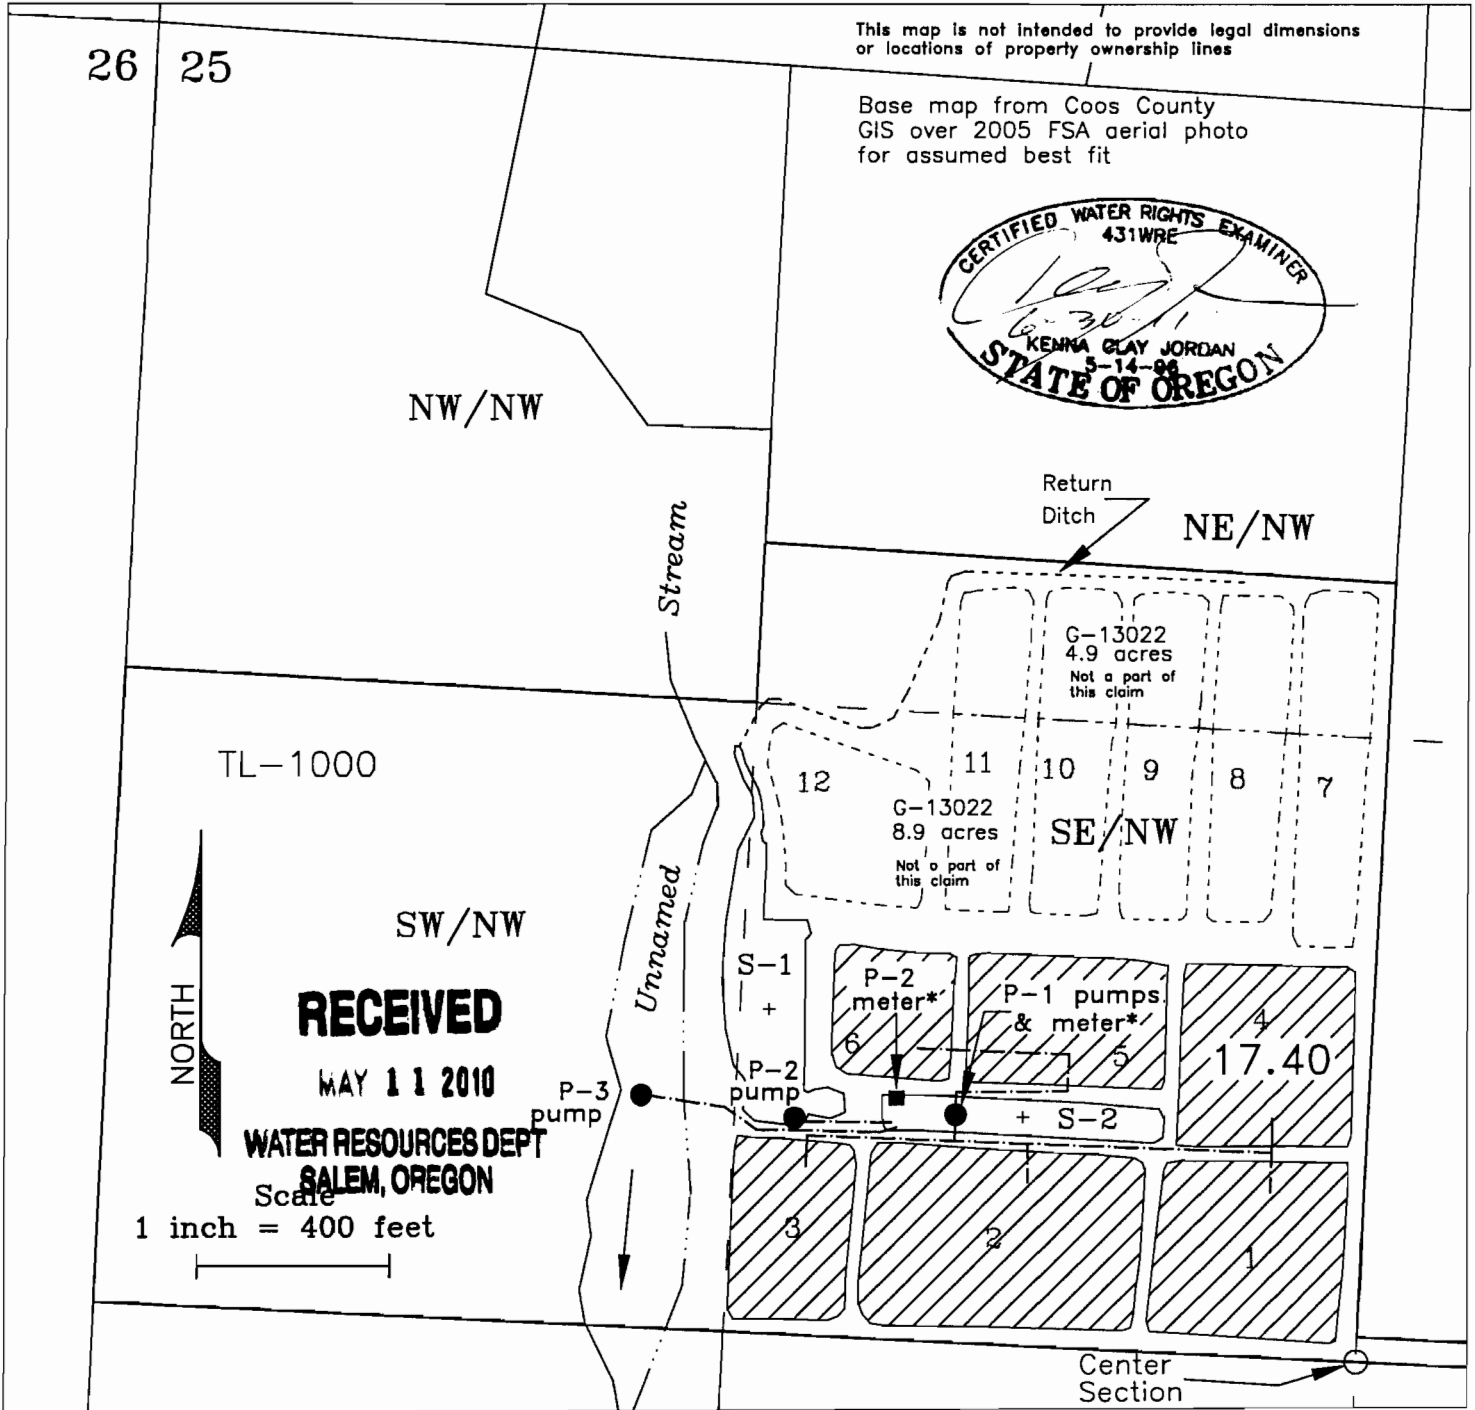 This map is not intended to provide legal dimensions
or locations of property ownership lines
26 25
Base map from Coos County
GIS over 2005 FSA aerial photo
for assumed best fit
CERTIFIED WATER RIGHTS EXAMINER
431WRE
6-30-11
KENNA CLAY JORDAN
5-14-96
STATE OF OREGON
NW/NW
Return
Ditch
NE/NW
Stream
G-13022
4.9 acres
Not a part of
this claim
TL-1000
12
11
10
9
8
7
G-13022
8.9 acres
SE/NW
Not a part of
this claim
Unnamed
SW/NW
S-1
+
P-2
meter*
P-1 pumps
& meter*
6
5
4
17.40
NORTH
RECEIVED
MAY 11 2010
WATER RESOURCES DEPT
SALEM, OREGON
P-3
pump
P-2
pump
+ S-2
Scale
1 inch = 400 feet
3
2
1
Center
Section